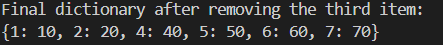 Final dictionary after removing the third item:
{1: 10, 2: 20, 4: 40, 5: 50, 6: 60, 7: 70}